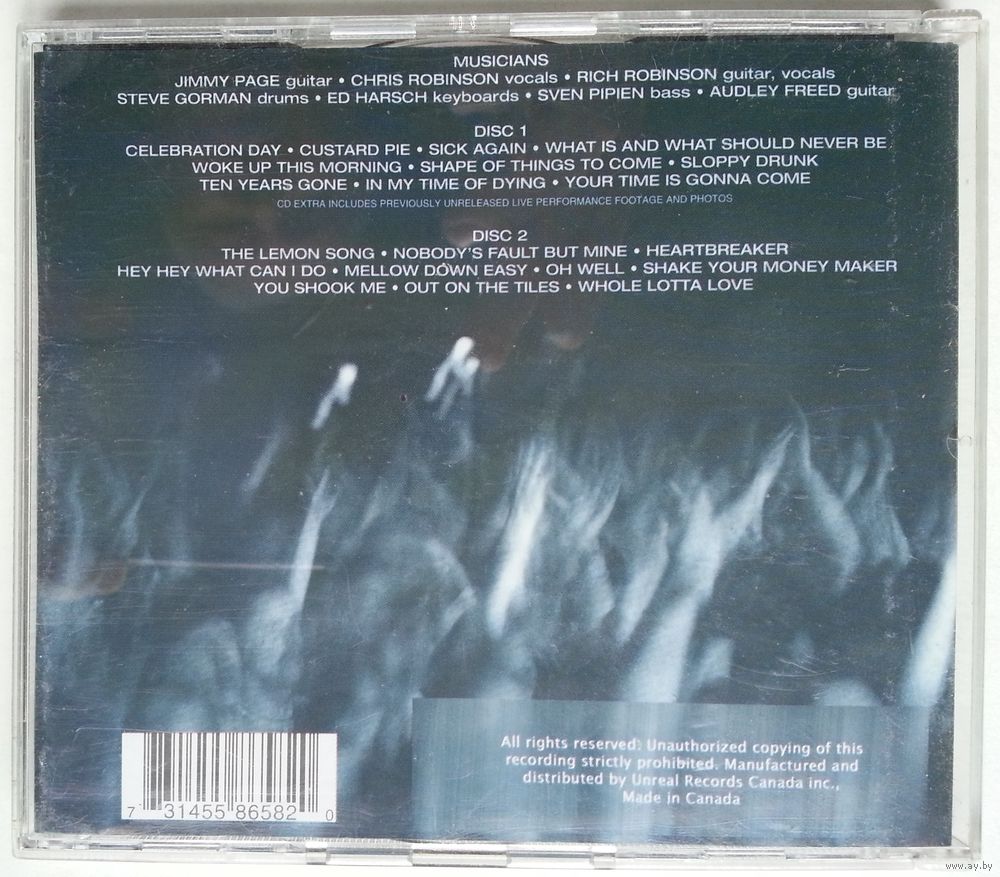 MUSICIANS
JIMMY PAGE guitar • CHRIS ROBINSON vocals • RICH ROBINSON guitar, vocals
STEVE GORMAN drums • ED HARSCH keyboards • SVEN PIPIEN bass • AUDLEY FREED guitar
DISC 1
CELEBRATION DAY • CUSTARD PIE • SICK AGAIN • WHAT IS AND WHAT SHOULD NEVER BE
WOKE UP THIS MORNING • SHAPE OF THINGS TO COME • SLOPPY DRUNK
TEN YEARS GONE • IN MY TIME OF DYING • YOUR TIME IS GONNA COME
CD EXTRA INCLUDES PREVIOUSLY UNRELEASED LIVE PERFORMANCE FOOTAGE AND PHOTOS
DISC 2
THE LEMON SONG • NOBODY'S FAULT BUT MINE • HEARTBREAKER
HEY HEY WHAT CAN I DO • MELLOW DOWN EASY • OH WELL • SHAKE YOUR MONEY MAKER
YOU SHOOK ME • OUT ON THE TILES • WHOLE LOTTA LOVE
All rights reserved. Unauthorized copying of this
recording strictly prohibited. Manufactured and
distributed by Unreal Records Canada inc.,
Made in Canada
7 31455 86582 0
www.ay.by